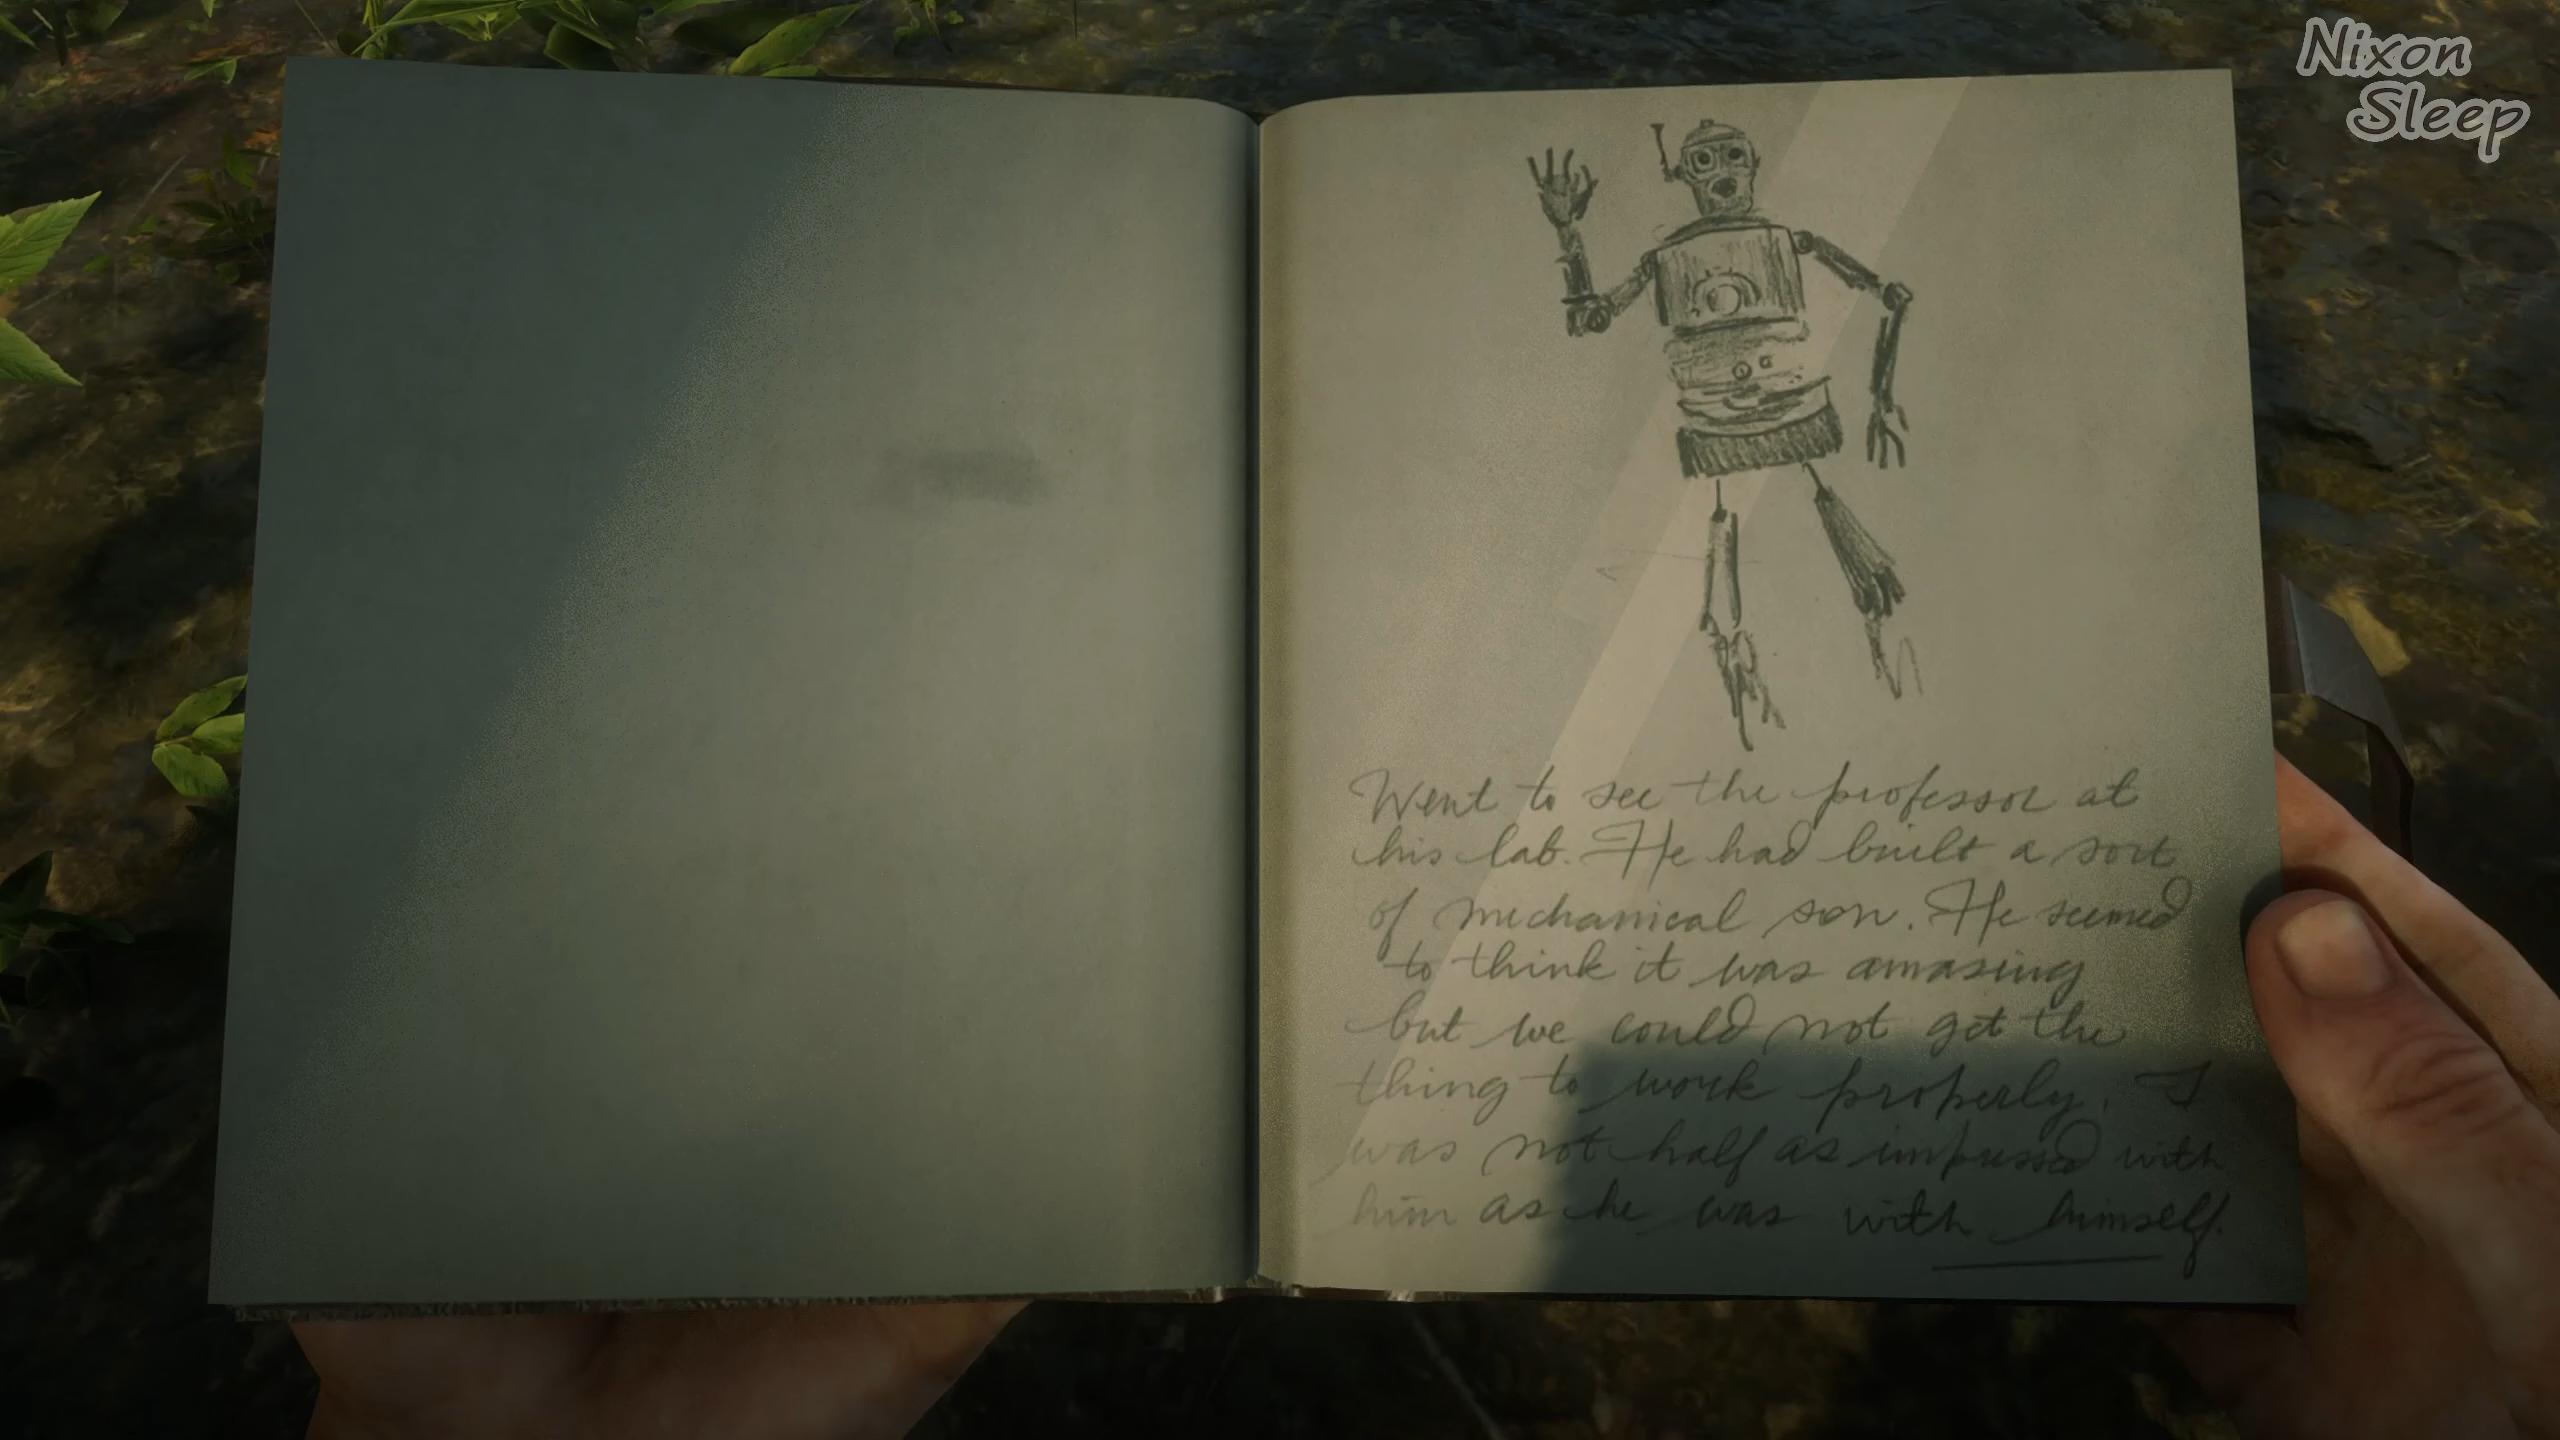 Nixon
Sleep
Went to see the professor at
his lab. He had built a sort
of mechanical son. He seemed
to think it was amazing
but we could not get the
thing to work properly. I
was not half as impressed with
him as he was with himself.